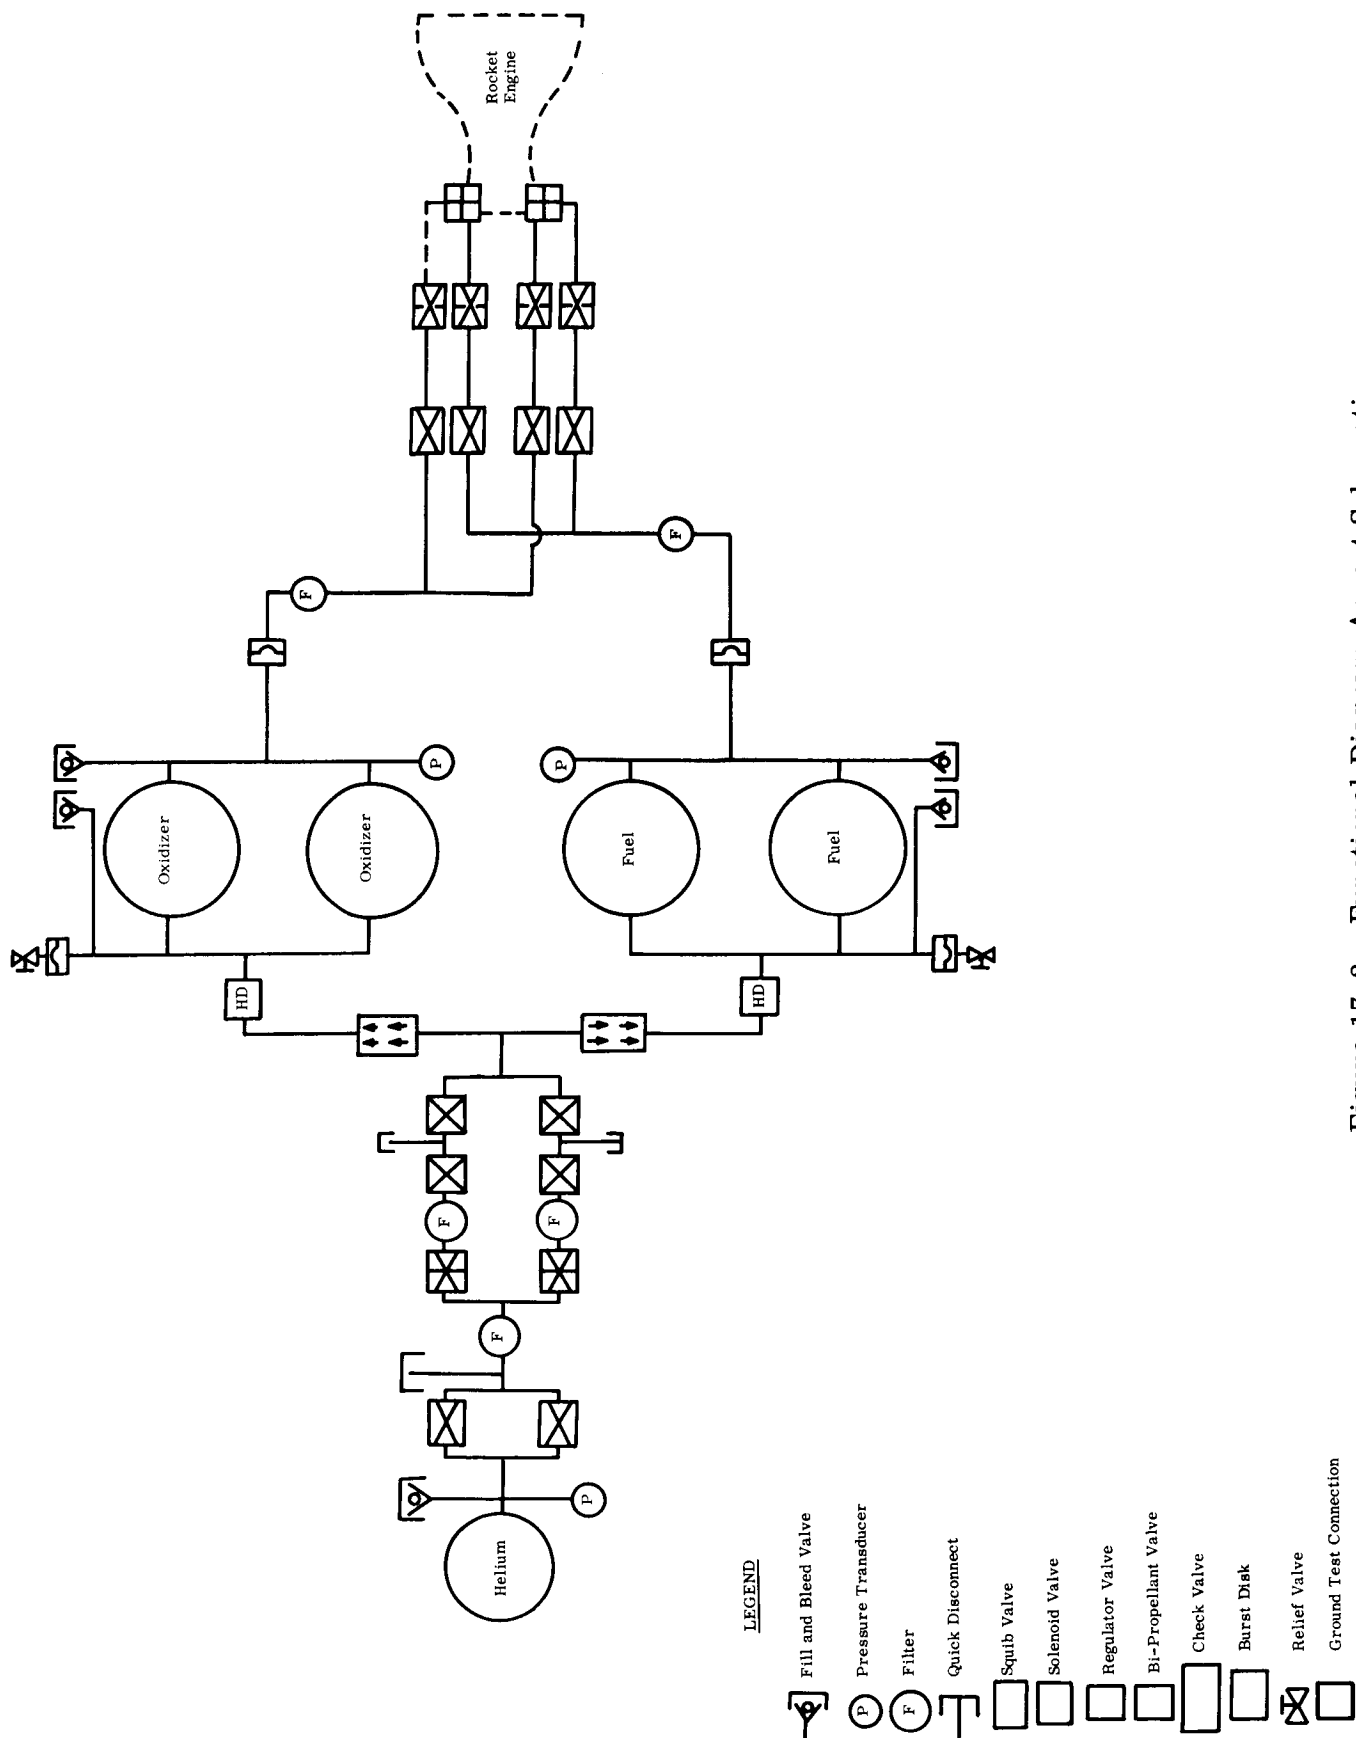 Rocket
Engine
F
F
Oxidizer
Oxidizer
P
P
Fuel
Fuel
HD
HD
F
F
F
P
Helium
LEGEND
Fill and Bleed Valve
P
Pressure Transducer
F
Filter
Quick Disconnect
Squib Valve
Solenoid Valve
Regulator Valve
Bi-Propellant Valve
Check Valve
Burst Disk
Relief Valve
Ground Test Connection